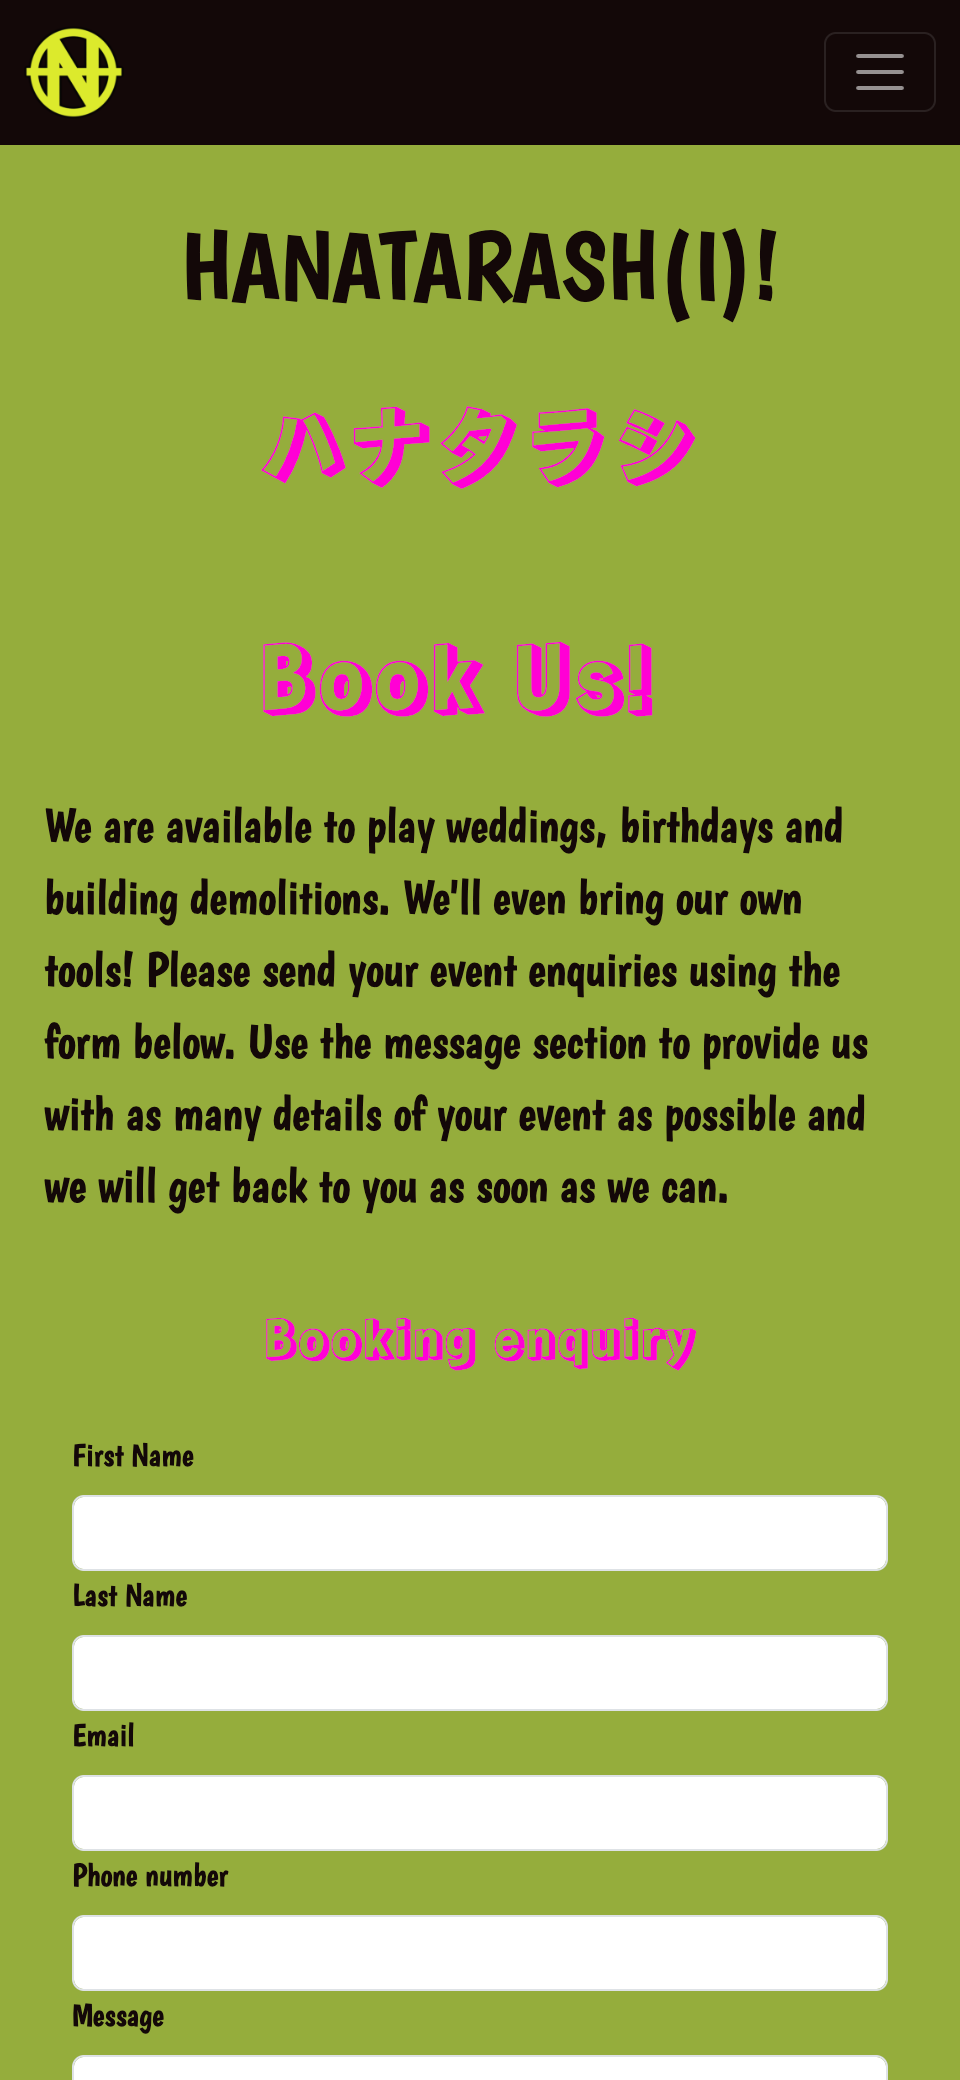 HANATARASH(I)!
ハナタラシ
Book Us!
We are available to play weddings, birthdays and
building demolitions. We'll even bring our own
tools! Please send your event enquiries using the
form below. Use the message section to provide us
with as many details of your event as possible and
we will get back to you as soon as we can.
Booking enquiry
First Name
Last Name
Email
Phone number
Message